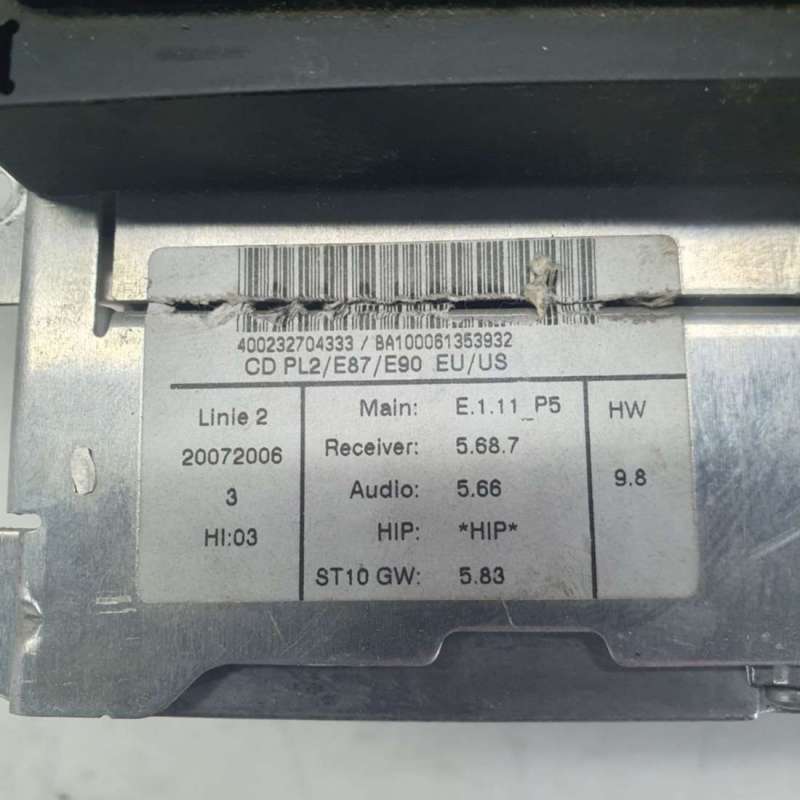 400232704333 / BA100061353932
CD PL2/E87/E90 EU/US
Linie 2
20072006
3
HI:03
Main: E.1.11_P5
Receiver: 5.68.7
Audio: 5.66
HIP: *HIP*
ST10 GW: 5.83
HW
9.8